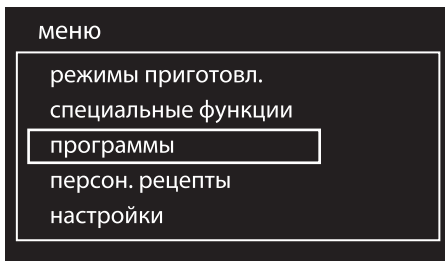 меню
режимы приготовл.
специальные функции
программы
персон. рецепты
настройки